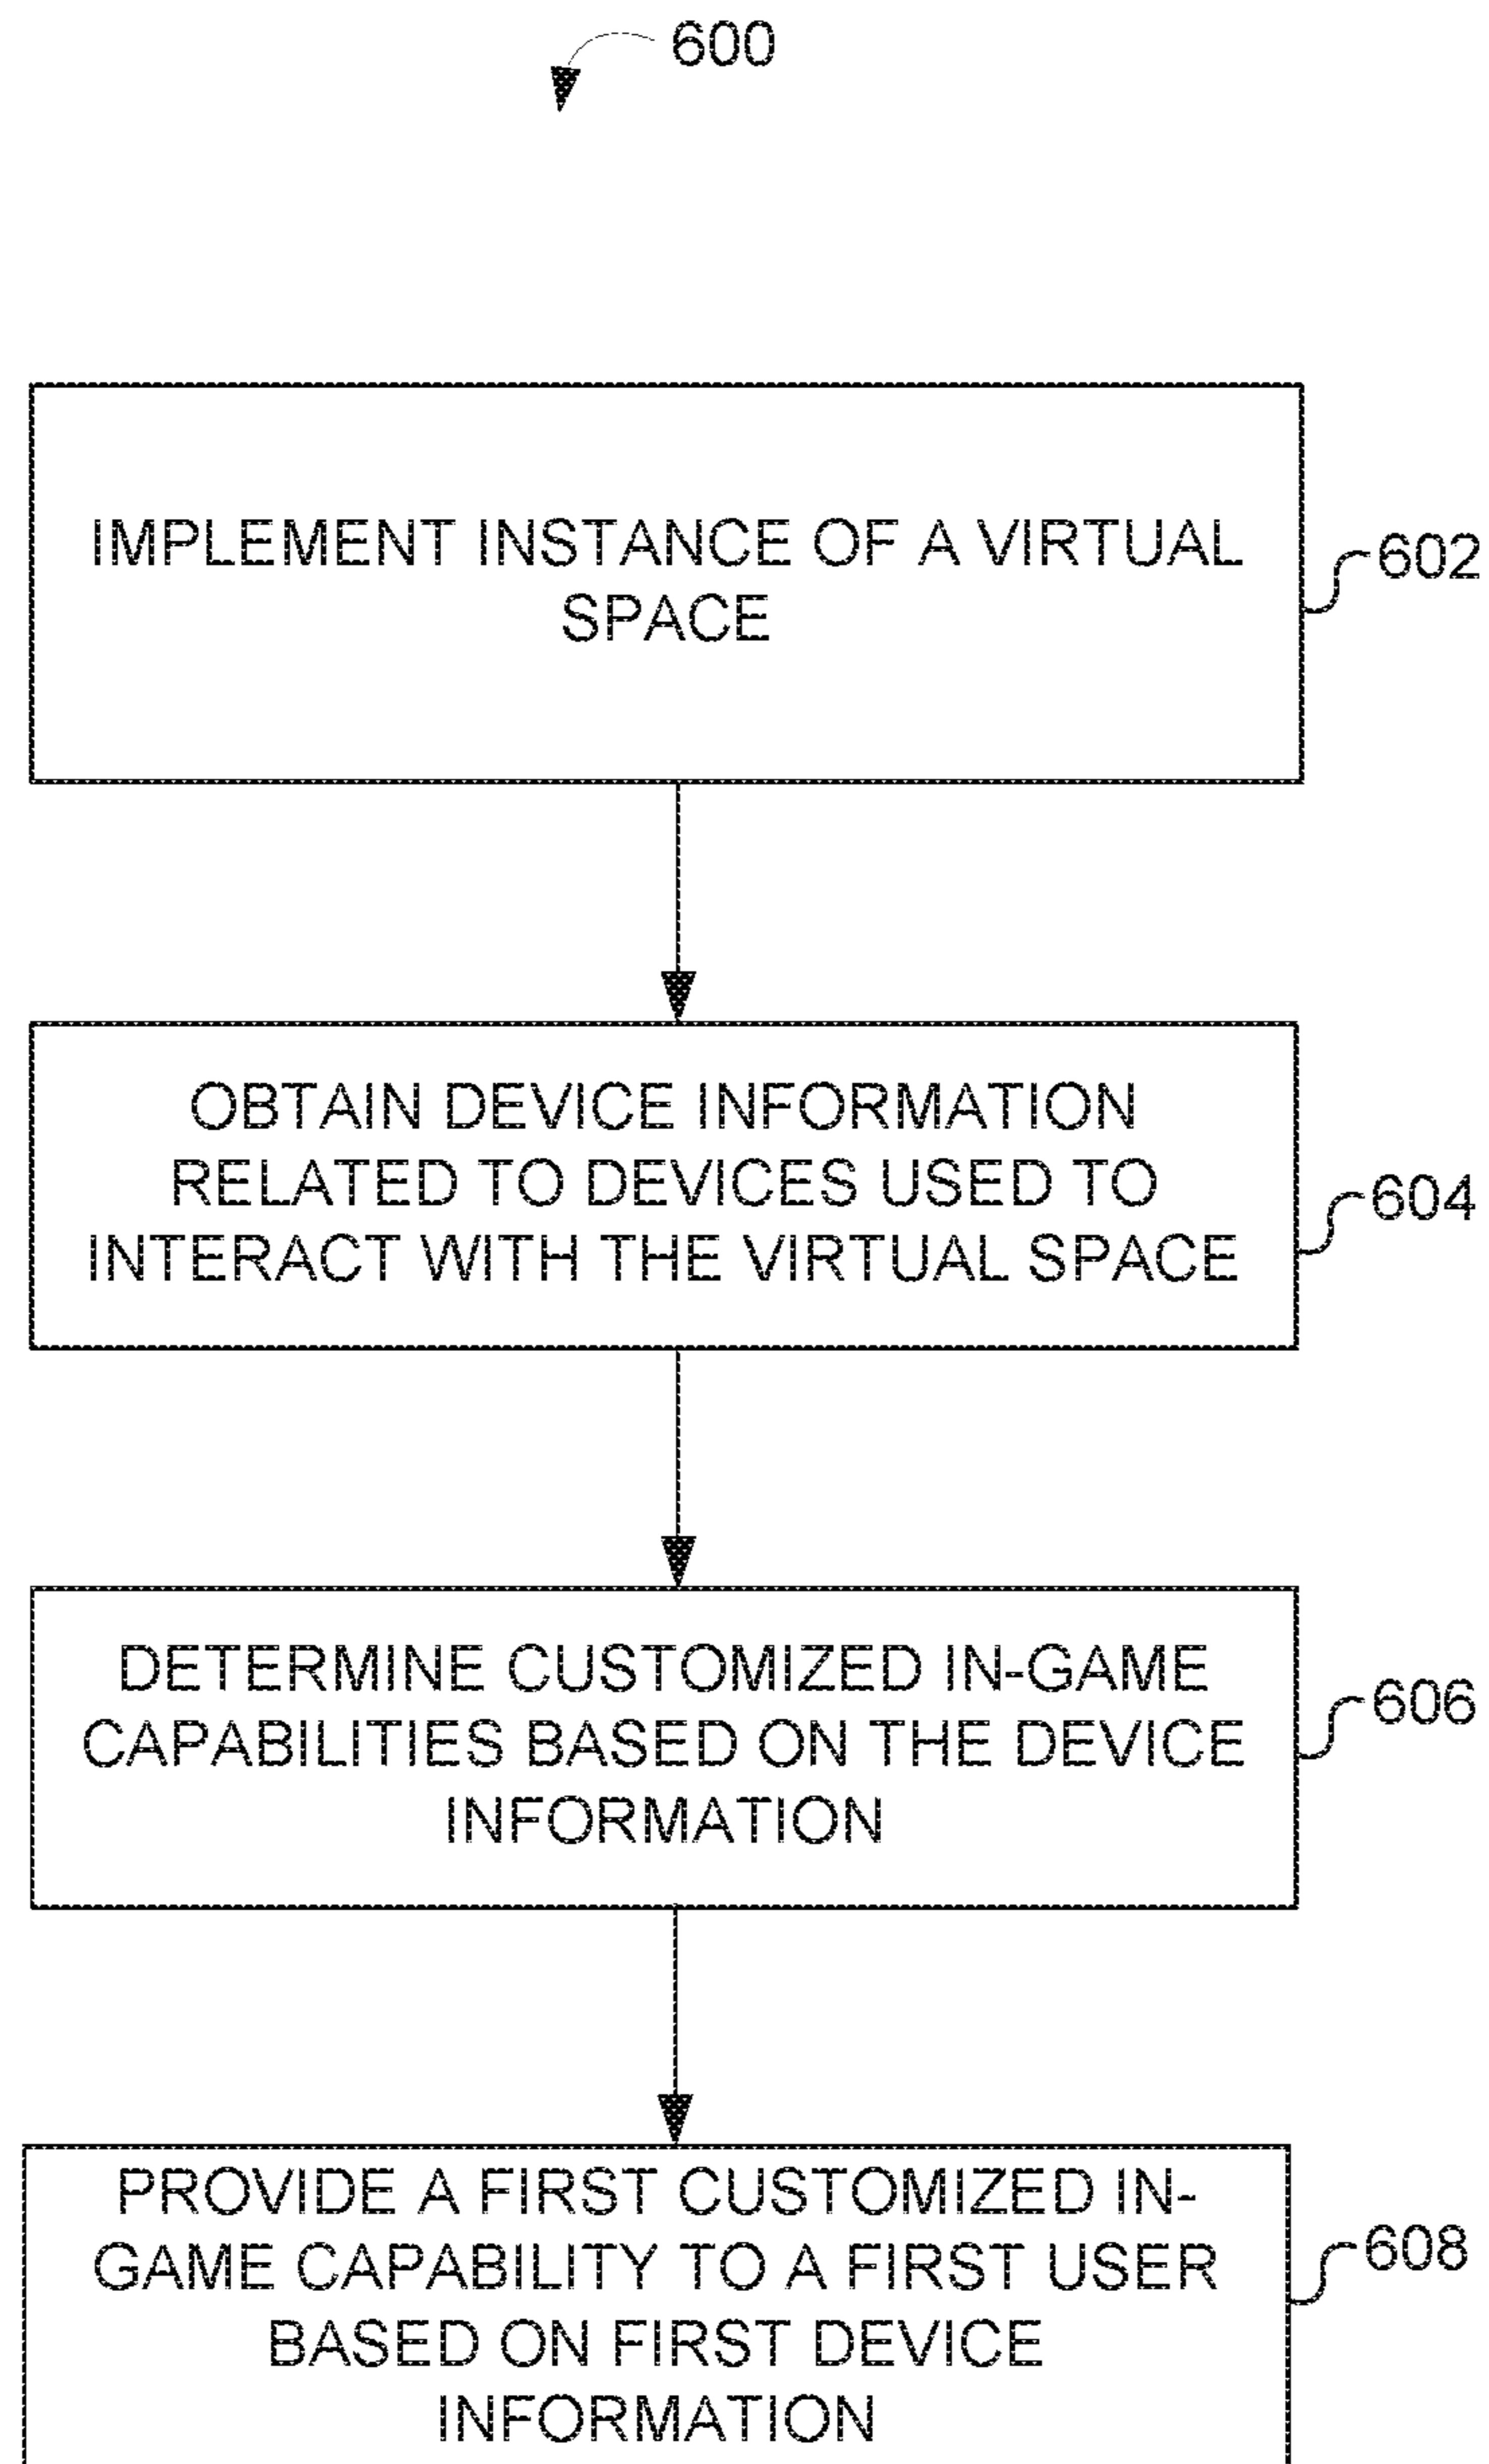 600
IMPLEMENT INSTANCE OF A VIRTUAL
SPACE
602
OBTAIN DEVICE INFORMATION
RELATED TO DEVICES USED TO
INTERACT WITH THE VIRTUAL SPACE
604
DETERMINE CUSTOMIZED IN-GAME
CAPABILITIES BASED ON THE DEVICE
INFORMATION
606
PROVIDE A FIRST CUSTOMIZED IN-
GAME CAPABILITY TO A FIRST USER
BASED ON FIRST DEVICE
INFORMATION
608